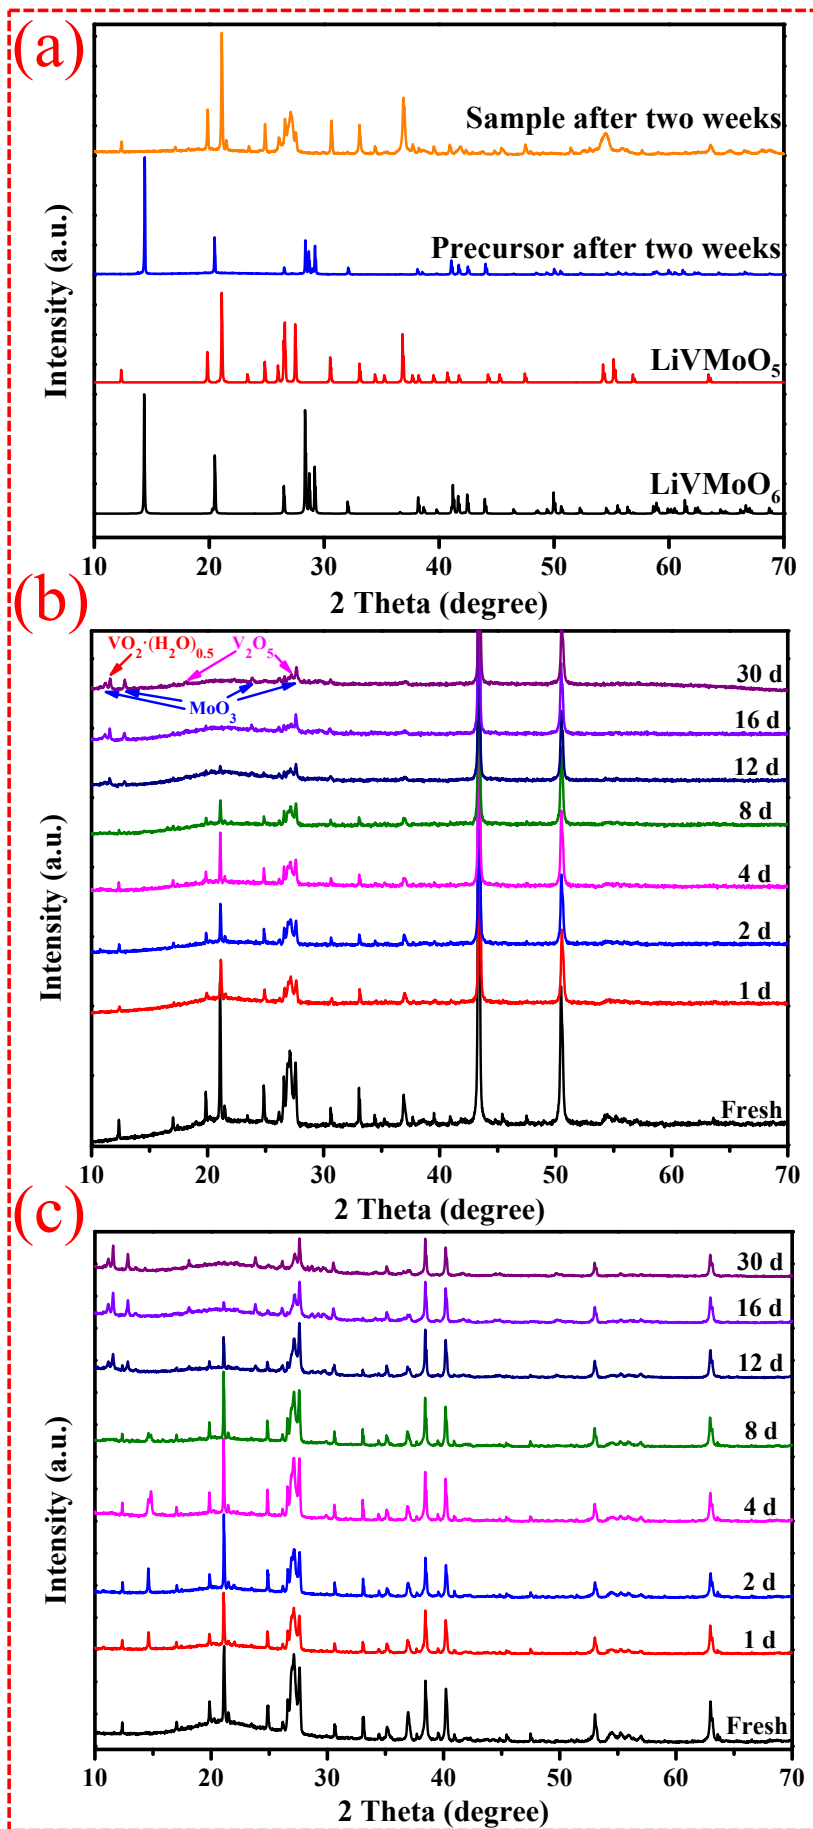 (a)
Sample after two weeks
Precursor after two weeks
LiVMoO₅
LiVMoO₆
Intensity (a.u.)
10 20 30 40 50 60 70
2 Theta (degree)
(b)
VO₂·(H₂O)₀.₅
V₂O₅
MoO₃
30 d
16 d
12 d
8 d
4 d
2 d
1 d
Fresh
Intensity (a.u.)
10 20 30 40 50 60 70
2 Theta (degree)
(c)
30 d
16 d
12 d
8 d
4 d
2 d
1 d
Fresh
Intensity (a.u.)
10 20 30 40 50 60 70
2 Theta (degree)